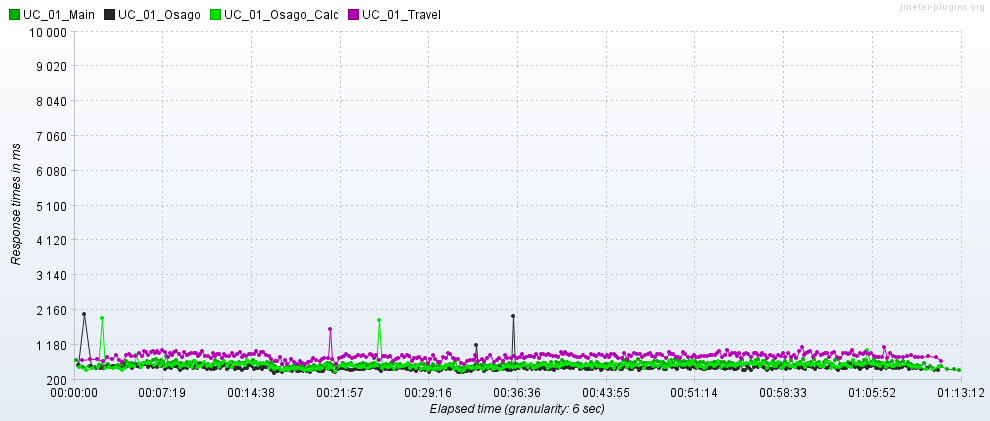 UC_01_Main UC_01_Osago UC_01_Osago_Calc UC_01_Travel
jmeter-plugins.org
10 000
9 020
8 040
7 060
6 080
5 100
4 120
3 140
2 160
1 180
200
Response times in ms
00:00:00 00:07:19 00:14:38 00:21:57 00:29:16 00:36:36 00:43:55 00:51:14 00:58:33 01:05:52 01:13:12
Elapsed time (granularity: 6 sec)